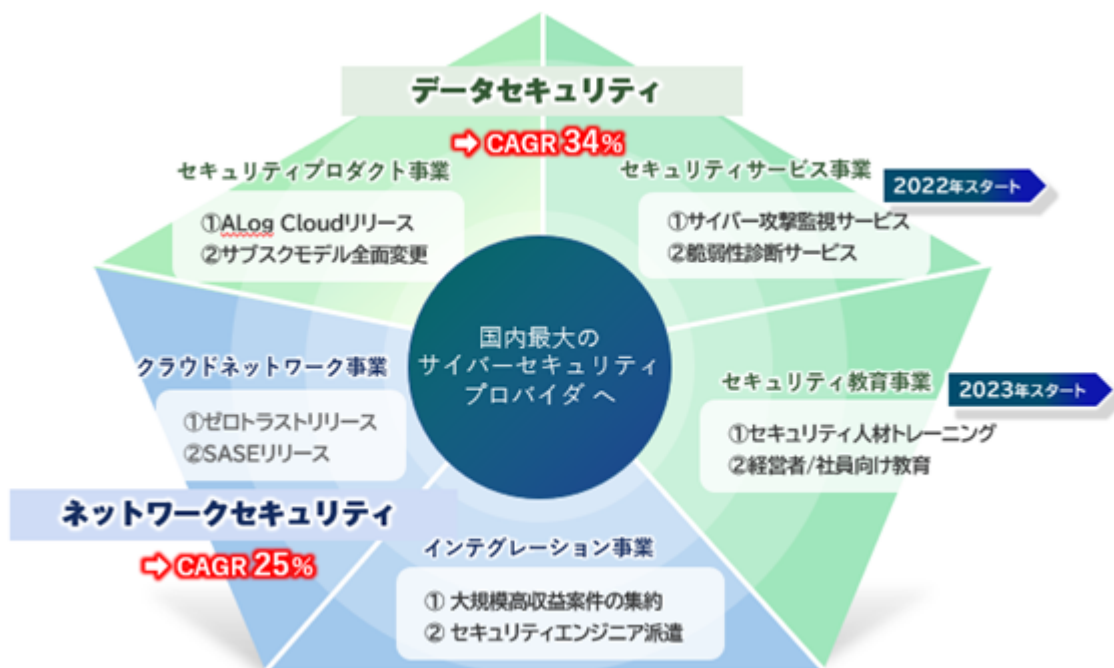 データセキュリティ
➡ CAGR 34%
セキュリティプロダクト事業
①ALog Cloudリリース
②サブスクモデル全面変更
セキュリティサービス事業
2022年スタート
①サイバー攻撃監視サービス
②脆弱性診断サービス
国内最大の
サイバーセキュリティ
プロバイダ へ
クラウドネットワーク事業
①ゼロトラストリリース
②SASEリリース
セキュリティ教育事業
2023年スタート
①セキュリティ人材トレーニング
②経営者/社員向け教育
ネットワークセキュリティ
➡ CAGR 25%
インテグレーション事業
① 大規模高収益案件の集約
② セキュリティエンジニア派遣